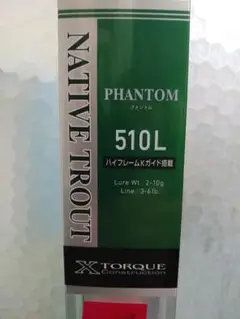 NATIVE TROUT
PHANTOM
ファントム
510L
ハイフレームKガイド搭載
Lure Wt.: 2-10g
Line : 3-6lb.
X TORQUE
Construction